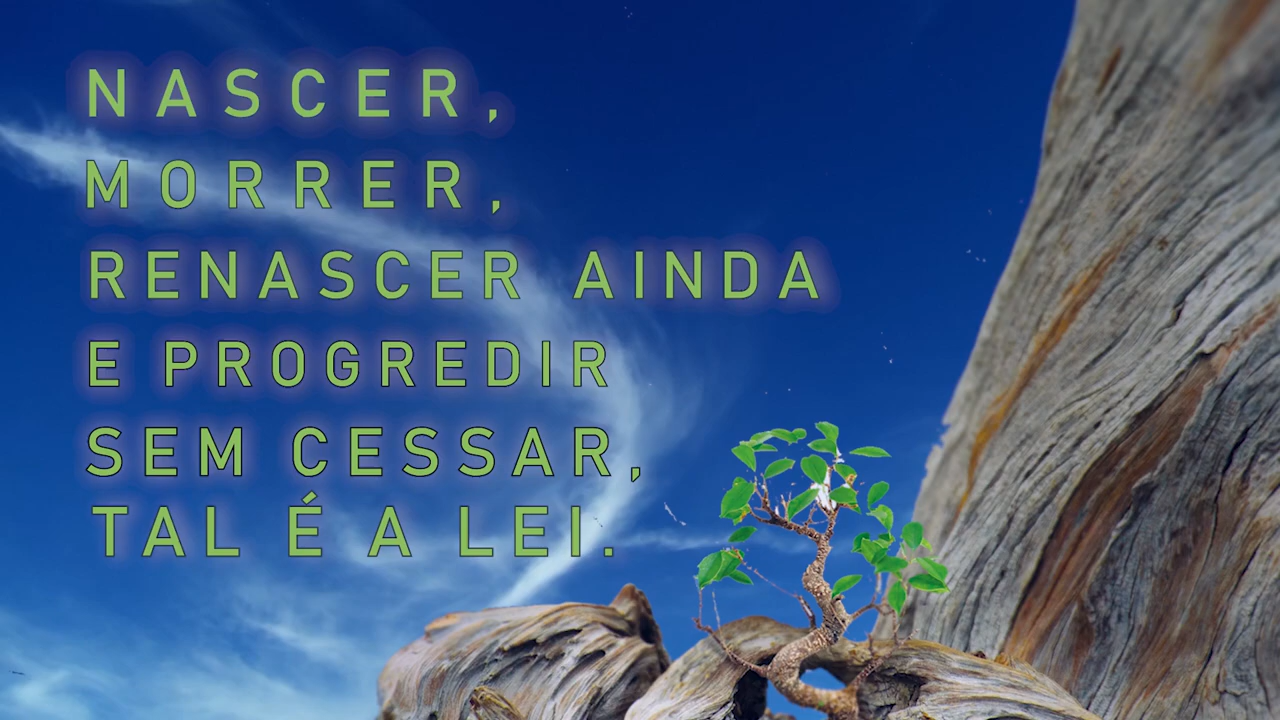 NASCER,
MORRER,
RENASCER AINDA
E PROGREDIR
SEM CESSAR,
TAL É A LEI.